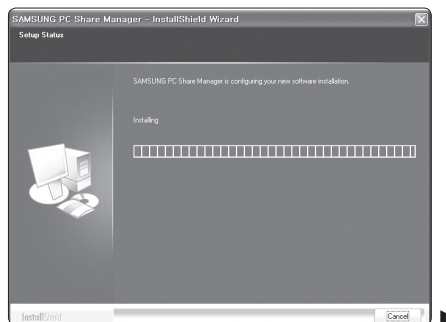 SAMSUNG PC Share Manager - InstallShield Wizard
Setup Status
SAMSUNG PC Share Manager is configuring your new software installation.
Installing
InstallShield
Cancel